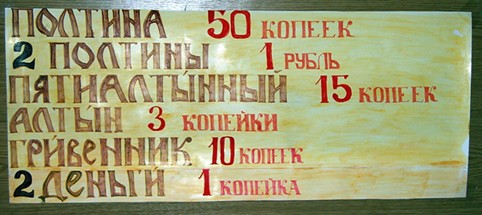 ПОЛТИНА 50 КОПЕЕК
2 ПОЛТИНЫ 1 РУБЛЬ
ПЯТИАЛТЫННЫЙ 15 КОПЕЕК
АЛТЫН 3 КОПЕЙКИ
ГРИВЕННИК 10 КОПЕЕК
2 ДЕНЬГИ 1 КОПЕЙКА